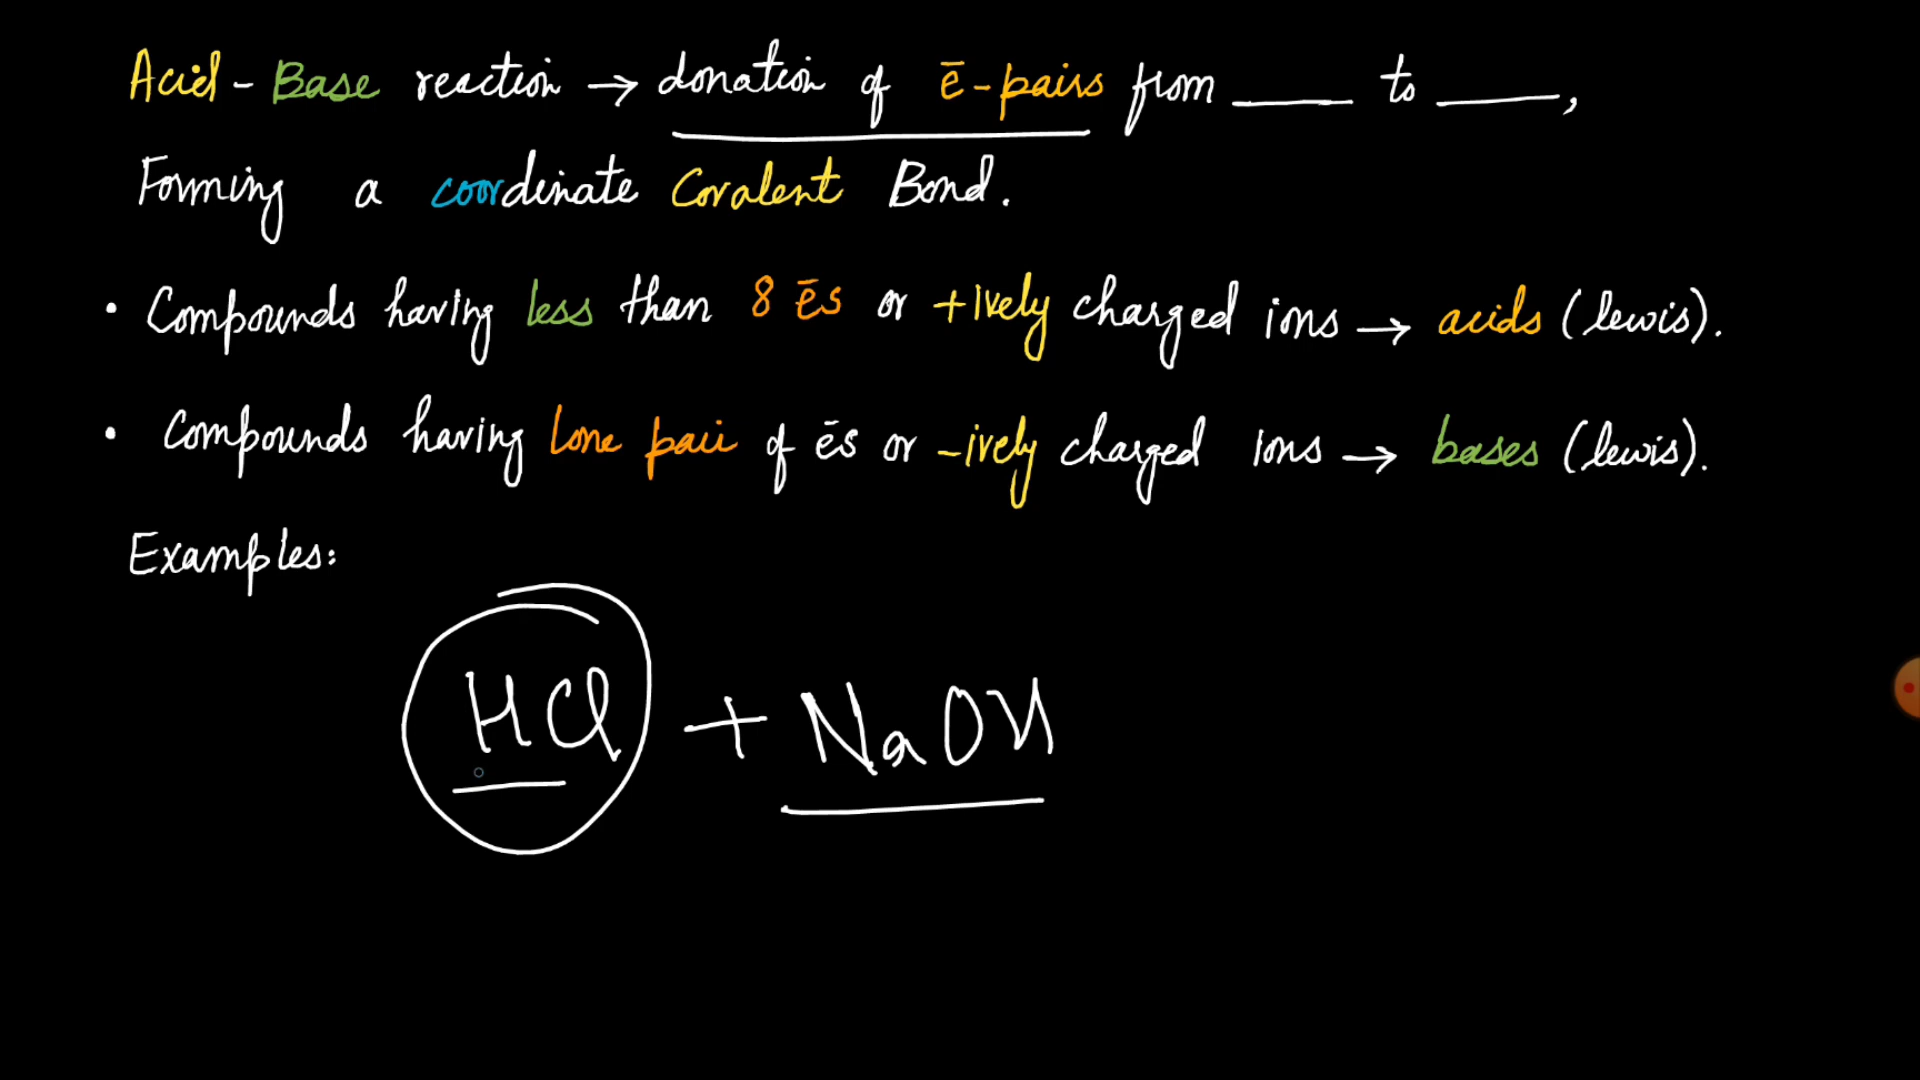 Acid - Base reaction → donation of ē - pairs from ____ to ____,
Forming a coordinate Covalent Bond.
• Compounds having less than 8 ēs or +ively charged ions → acids (lewis).
• Compounds having lone pair of ēs or -ively charged ions → bases (lewis).
Examples:
HCl + NaOH